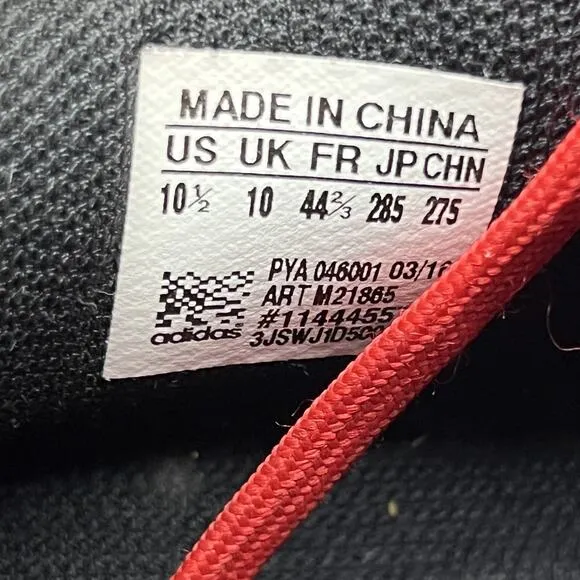 MADE IN CHINA
US UK FR JP CHN
10½ 10 44⅔ 285 275
PYA 046001 03/16
ART M21865
adidas